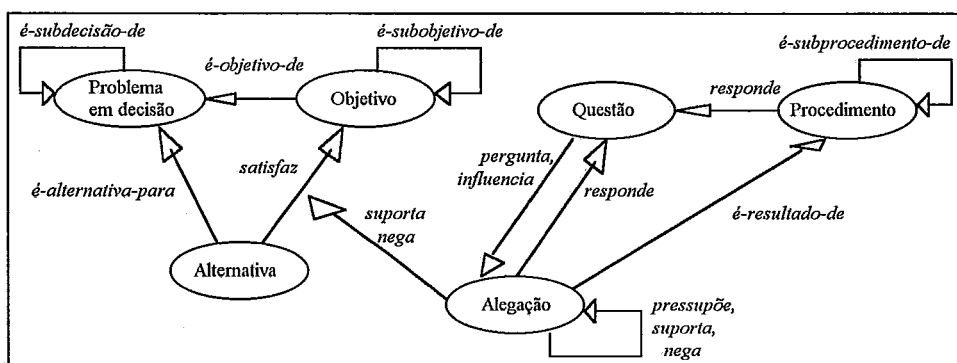 é-subdecisão-de
é-subobjetivo-de
é-subprocedimento-de
é-objetivo-de
Problema
em decisão
Objetivo
Questão
responde
Procedimento
pergunta,
influencia
satisfaz
responde
é-alternativa-para
suporta
nega
é-resultado-de
Alternativa
Alegação
pressupõe,
suporta,
nega